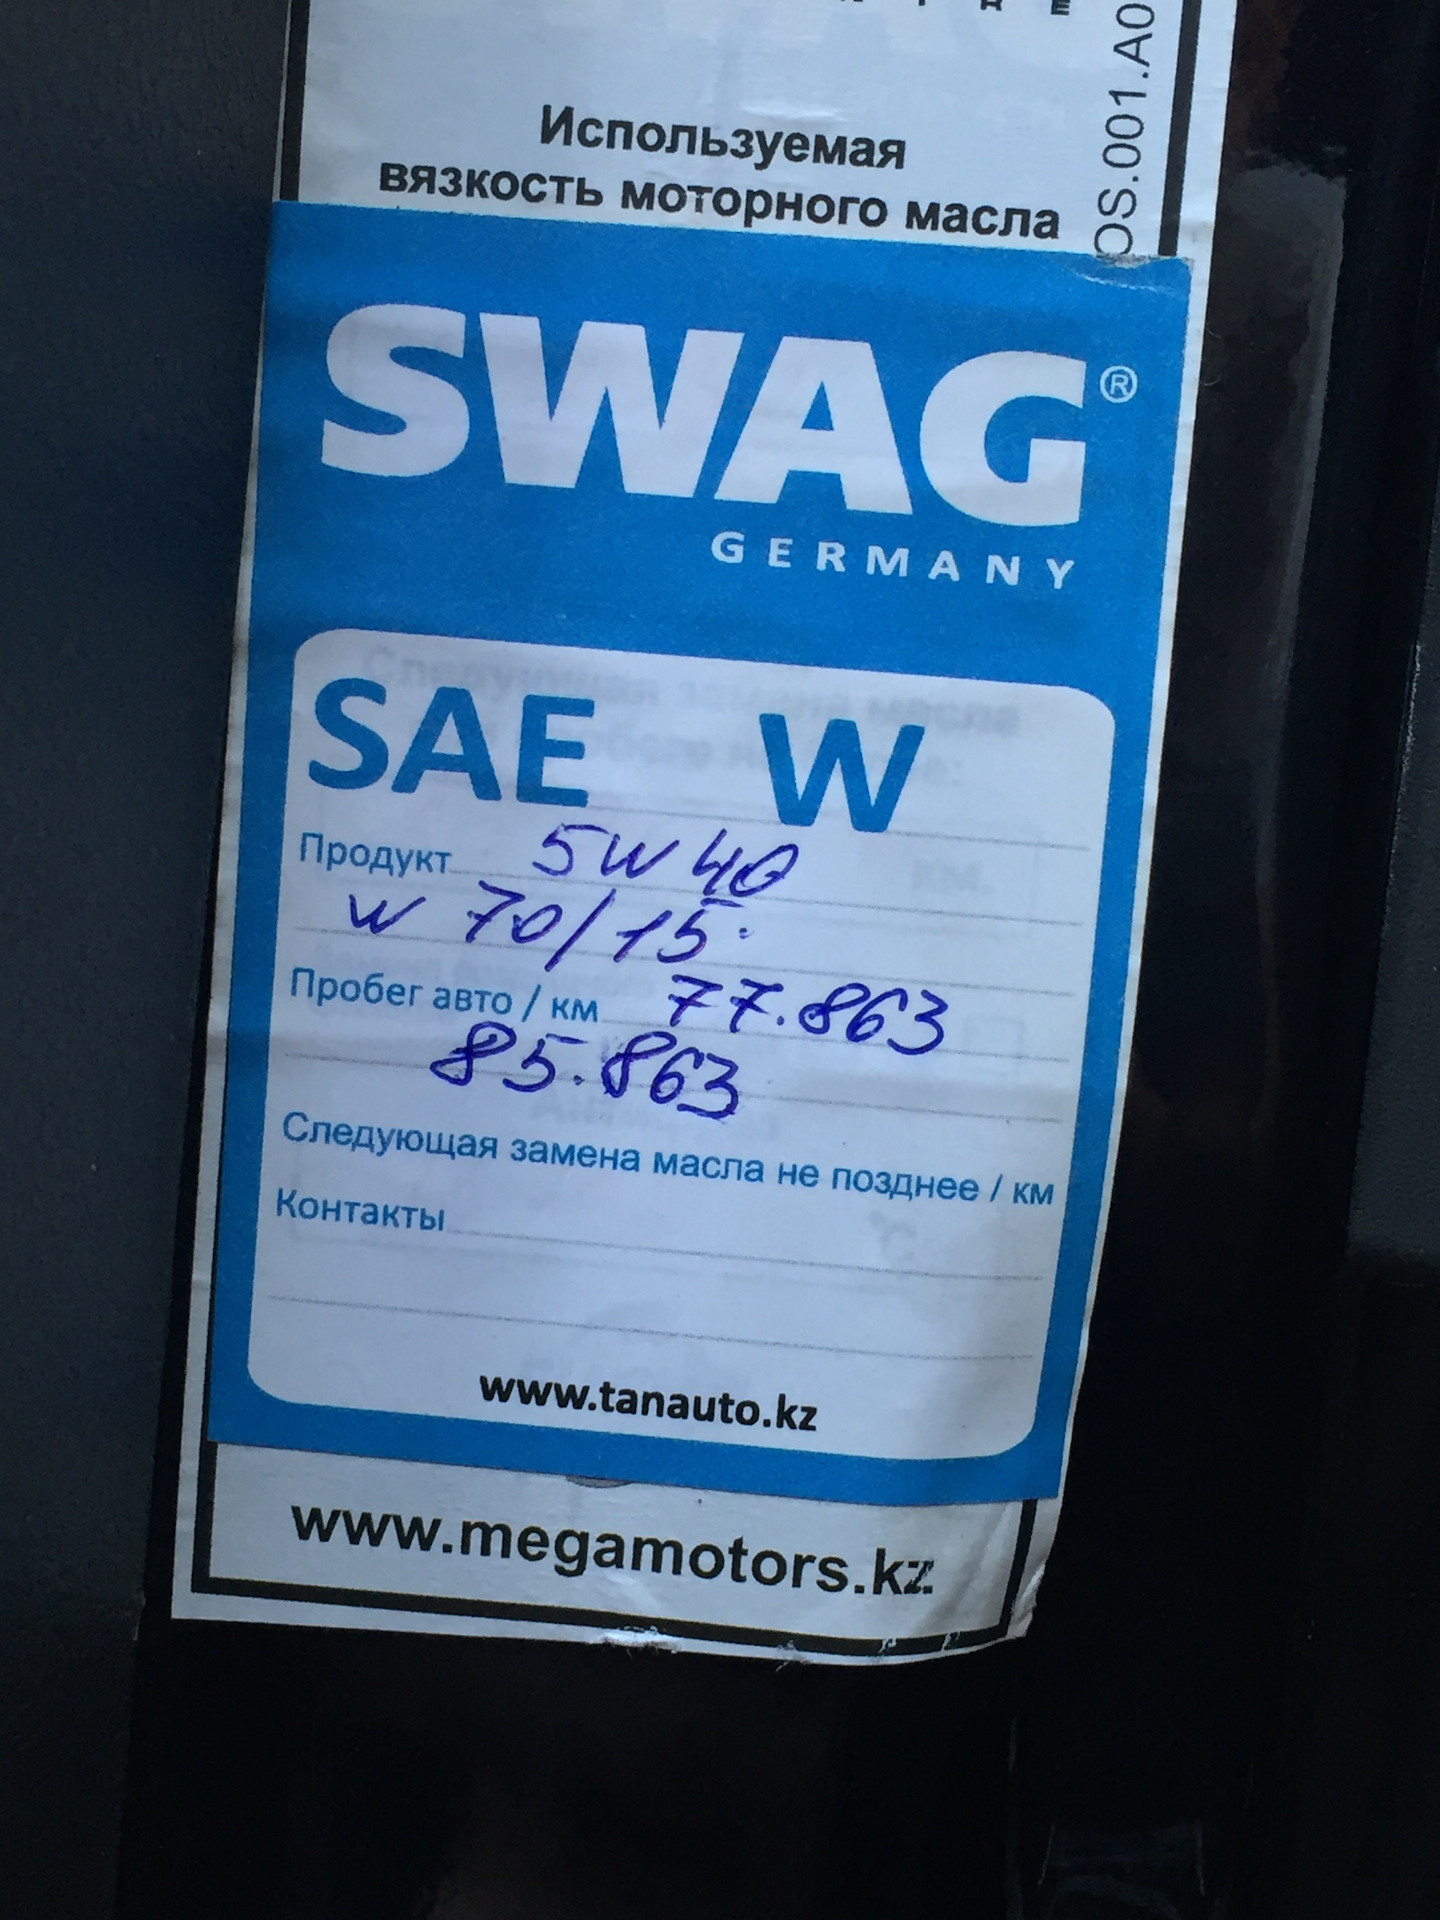 Используемая
вязкость моторного масла
OS.001.A0
SWAG®
GERMANY
SAE W
Продукт 5W40
W 70/15.
Пробег авто / км 77.863
85.863
Следующая замена масла не позднее / км
Контакты
www.tanauto.kz
www.megamotors.kz